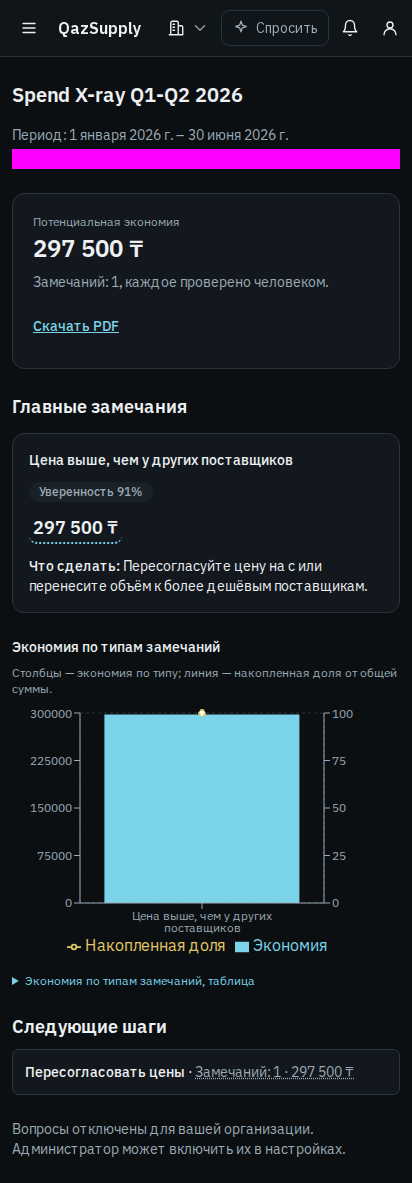 QazSupply
Спросить
Spend X-ray Q1-Q2 2026
Период: 1 января 2026 г. – 30 июня 2026 г.
Потенциальная экономия
297 500 ₸
Замечаний: 1, каждое проверено человеком.
Скачать PDF
Главные замечания
Цена выше, чем у других поставщиков
Уверенность 91%
297 500 ₸
Что сделать: Пересогласуйте цену на с или
перенесите объём к более дешёвым поставщикам.
Экономия по типам замечаний
Столбцы — экономия по типу; линия — накопленная доля от общей
суммы.
300000
225000
150000
75000
0
100
75
50
25
0
Цена выше, чем у других
поставщиков
Накопленная доля
Экономия
Экономия по типам замечаний, таблица
Следующие шаги
Пересогласовать цены · Замечаний: 1 · 297 500 ₸
Вопросы отключены для вашей организации.
Администратор может включить их в настройках.